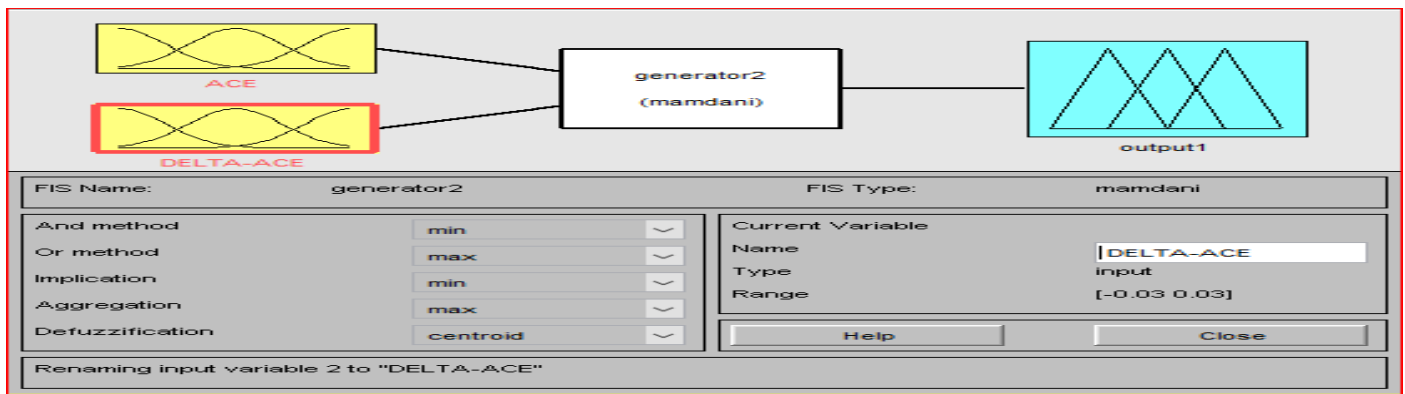 ACE
DELTA-ACE
generator2
(mamdani)
output1
FIS Name: generator2 FIS Type: mamdani
And method min
Or method max
Implication min
Aggregation max
Defuzzification centroid
Current Variable
Name DELTA-ACE
Type input
Range [-0.03 0.03]
Help Close
Renaming input variable 2 to "DELTA-ACE"